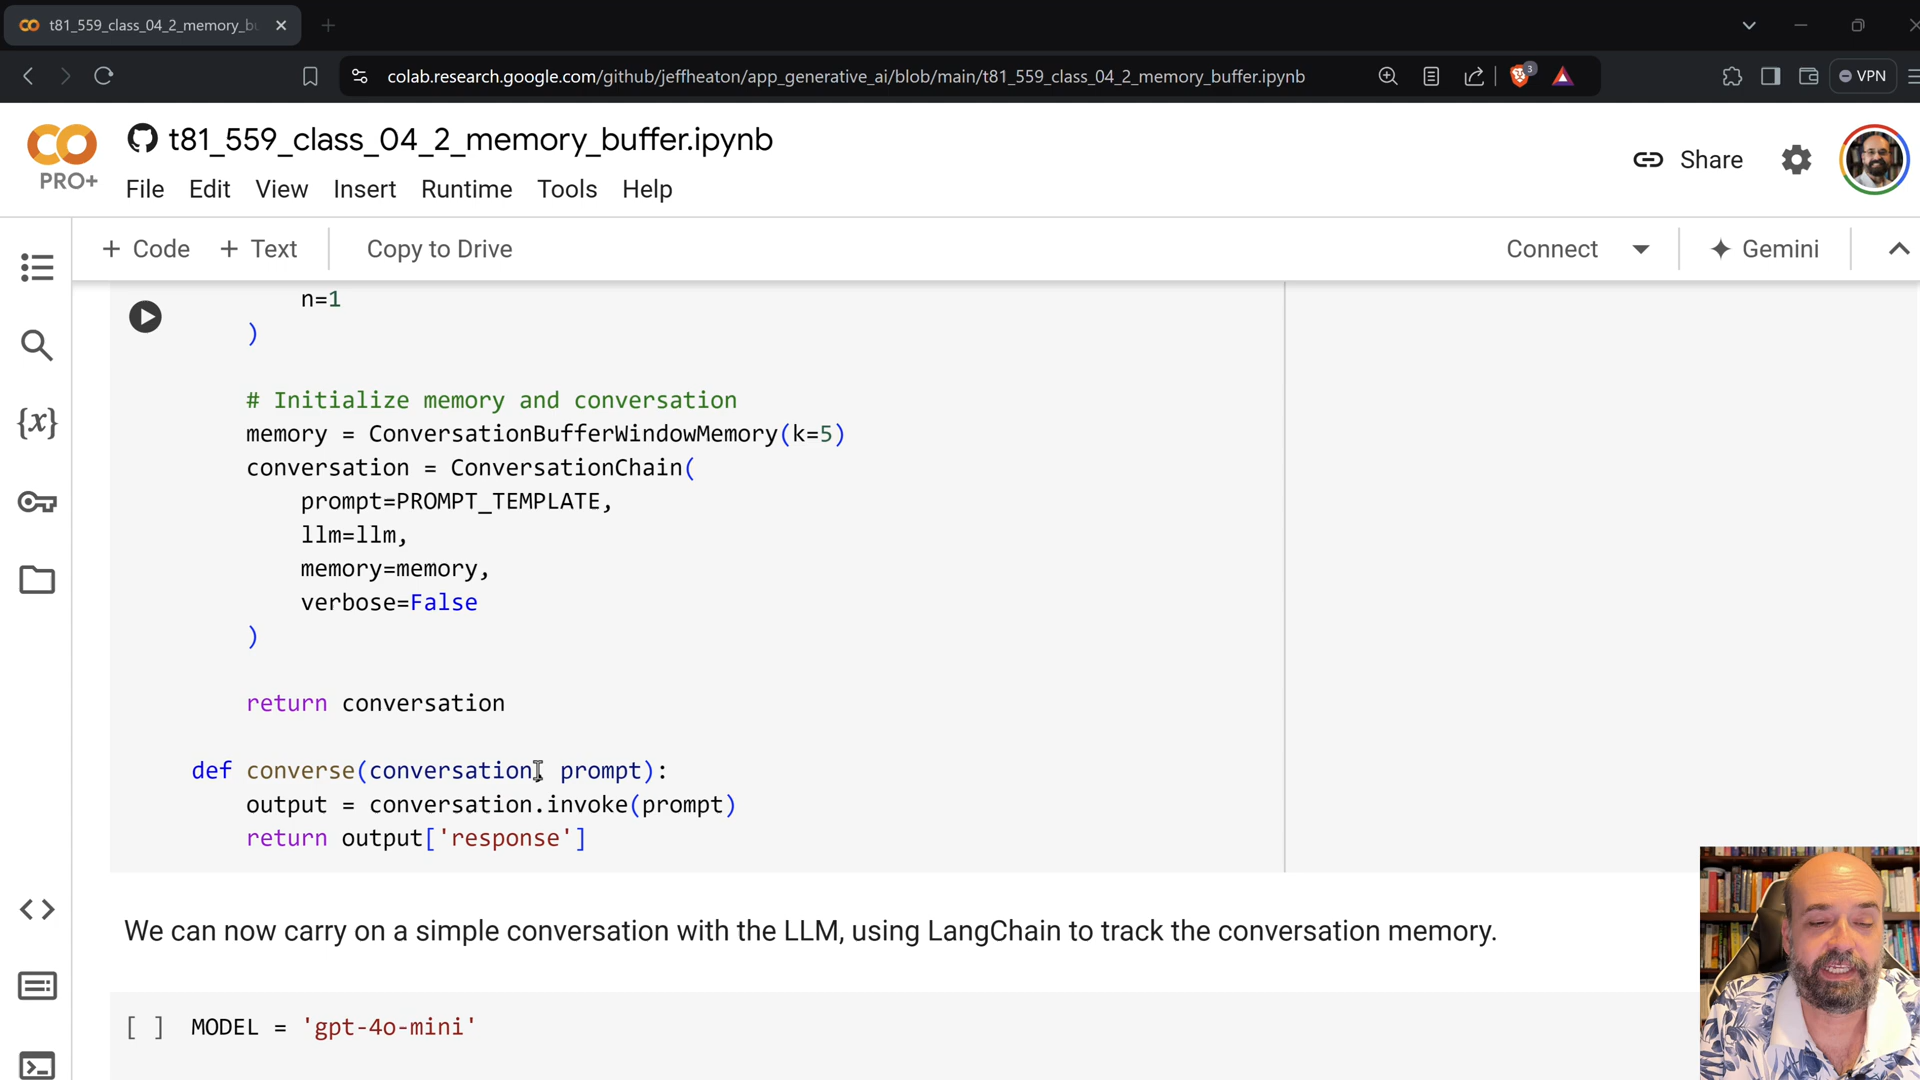 t81_559_class_04_2_memory_bu
colab.research.google.com/github/jeffheaton/app_generative_ai/blob/main/t81_559_class_04_2_memory_buffer.ipynb
3
VPN
PRO+
t81_559_class_04_2_memory_buffer.ipynb
File Edit View Insert Runtime Tools Help
Share
+ Code + Text Copy to Drive
Connect
Gemini
n=1
)
# Initialize memory and conversation
memory = ConversationBufferWindowMemory(k=5)
conversation = ConversationChain(
prompt=PROMPT_TEMPLATE,
llm=llm,
memory=memory,
verbose=False
)
return conversation
def converse(conversation, prompt):
output = conversation.invoke(prompt)
return output['response']
We can now carry on a simple conversation with the LLM, using LangChain to track the conversation memory.
[ ] MODEL = 'gpt-4o-mini'
{x}